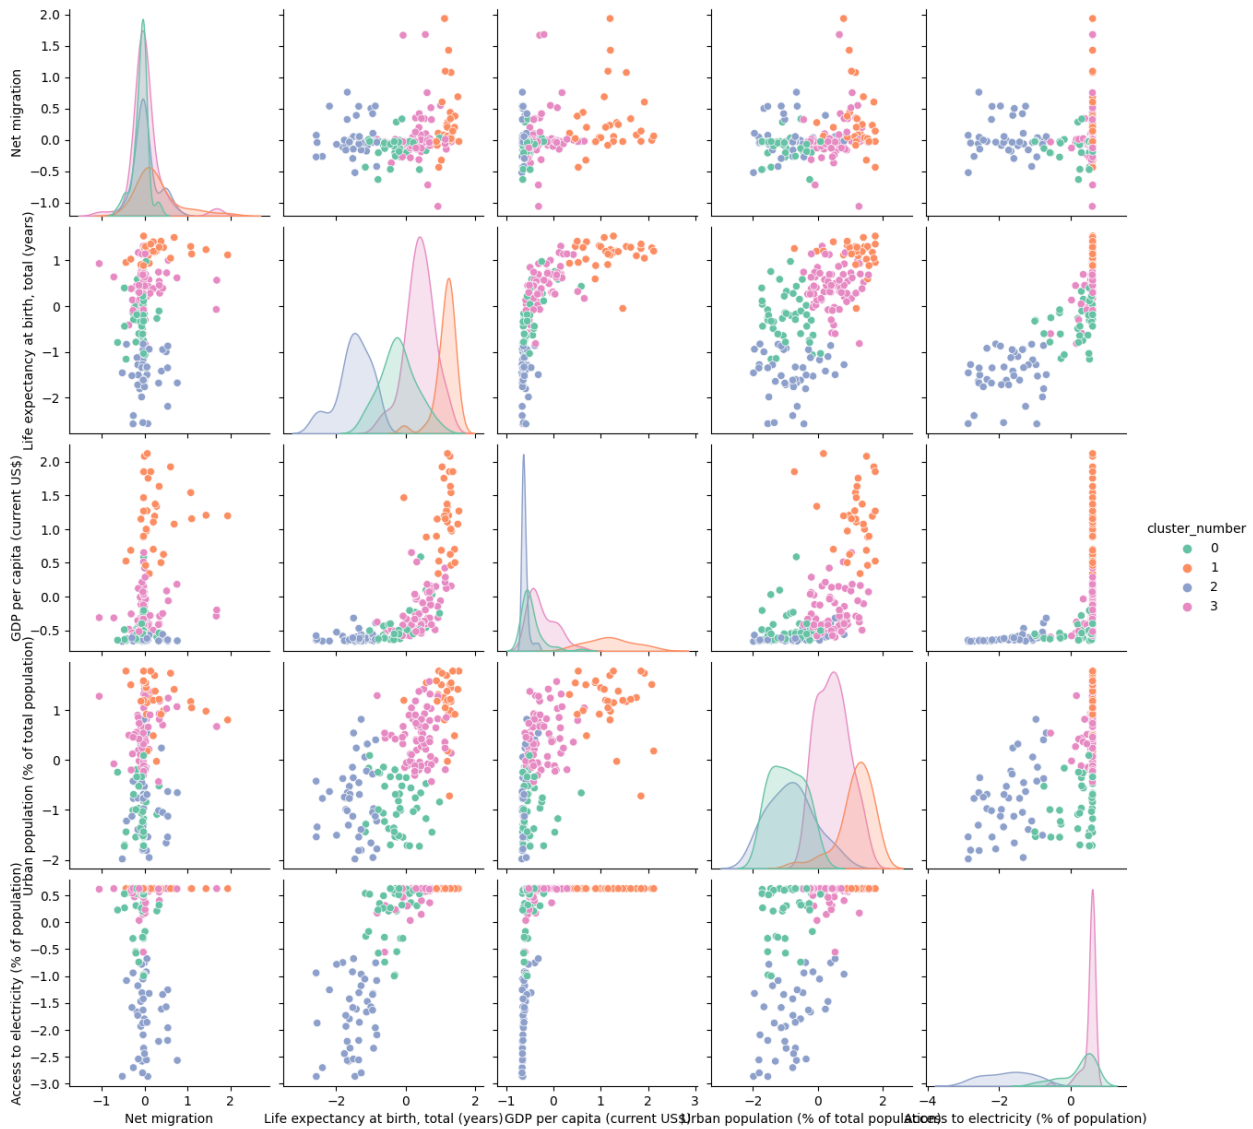 2.0
1.5
1.0
0.5
0.0
−0.5
−1.0
Net migration
1
0
−1
−2
Life expectancy at birth, total (years)
2.0
1.5
1.0
0.5
0.0
−0.5
GDP per capita (current US$)
1
0
−1
−2
Urban population (% of total population)
0.5
0.0
−0.5
−1.0
−1.5
−2.0
−2.5
−3.0
Access to electricity (% of population)
−1 0 1 2
−2 0 2
−1 0 1 2 3
−2 0 2
−4 −2 0
Net migration
Life expectancy at birth, total (years)
GDP per capita (current US$)
Urban population (% of total population)
Access to electricity (% of population)
cluster_number
0
1
2
3